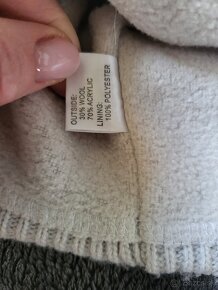 OUTSIDE:
30% WOOL
70% ACRYLIC
LINING:
100% POLYESTER